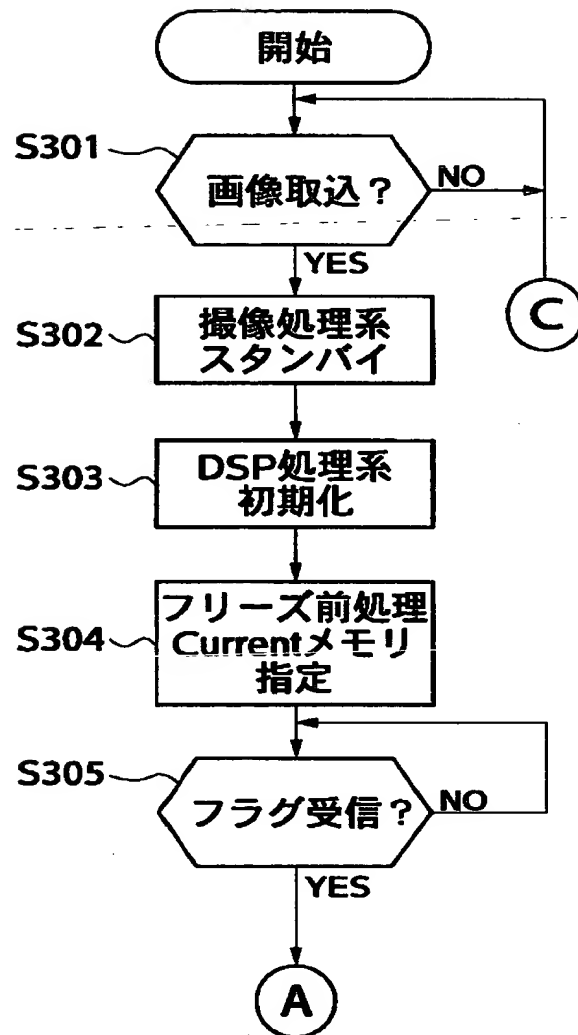 開始
S301
画像取込？
NO
YES
C
S302
撮像処理系
スタンバイ
S303
DSP処理系
初期化
S304
フリーズ前処理
Currentメモリ
指定
S305
フラグ受信？
NO
YES
A